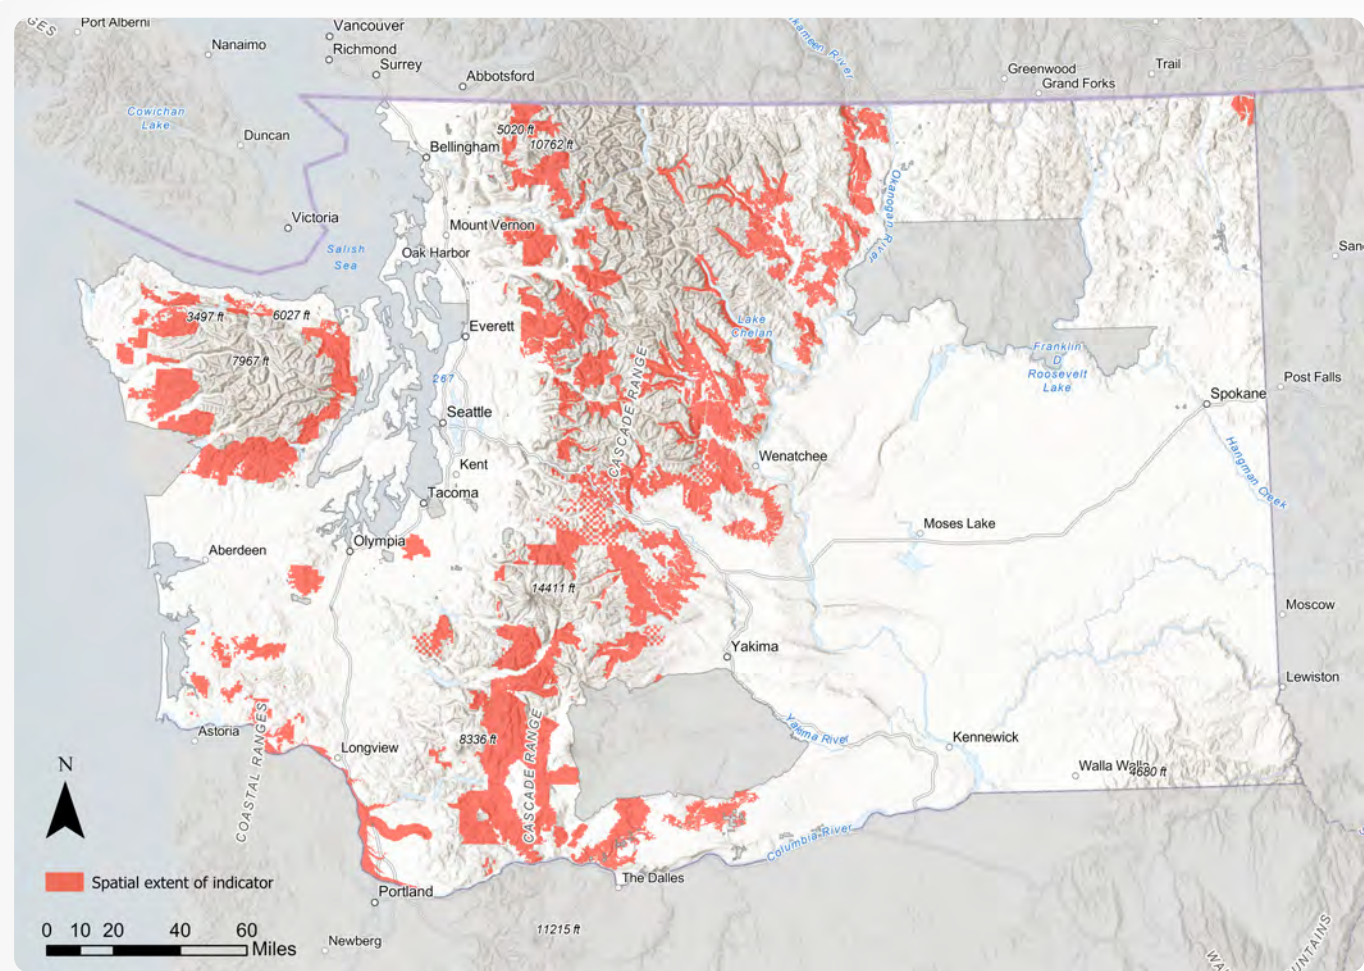 GES
Port Alberni
Vancouver
Nanaimo
Richmond
Surrey
Abbotsford
kameen River
Greenwood
Trail
Grand Forks
Cowichan
Lake
Duncan
5020 ft
10762 ft
Bellingham
Okanogan River
Victoria
Mount Vernon
Salish
Sea
Oak Harbor
San
3497 ft
6027 ft
Everett
Lake
Chelan
7967 ft
CASCADE RANGE
Franklin
D
Roosevelt
Lake
Post Falls
267
Spokane
Seattle
Hangman Creek
Kent
Wenatchee
Tacoma
Moses Lake
Olympia
Aberdeen
14411 ft
Moscow
Yakima
Lewiston
COASTAL RANGES
CASCADE RANGE
Astoria
8336 ft
Yakima River
Kennewick
Longview
Walla Walla
4680 ft
N
Columbia River
Spatial extent of indicator
Portland
The Dalles
0 10 20 40 60
Miles
Newberg
11215 ft
WA
UNTAINS